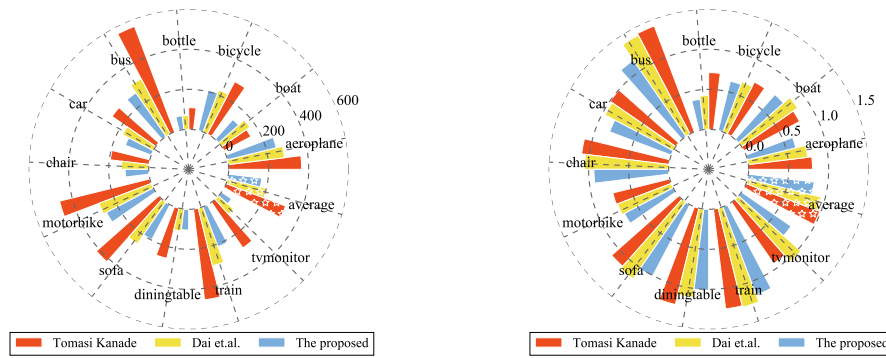 bottle
bicycle
bus
boat
600
car
400
200
0
aeroplane
chair
average
motorbike
tvmonitor
sofa
diningtable
train
Tomasi Kanade
Dai et.al.
The proposed
bottle
bicycle
bus
boat
1.5
car
1.0
0.5
0.0
aeroplane
chair
average
motorbike
tvmonitor
sofa
diningtable
train
Tomasi Kanade
Dai et.al.
The proposed